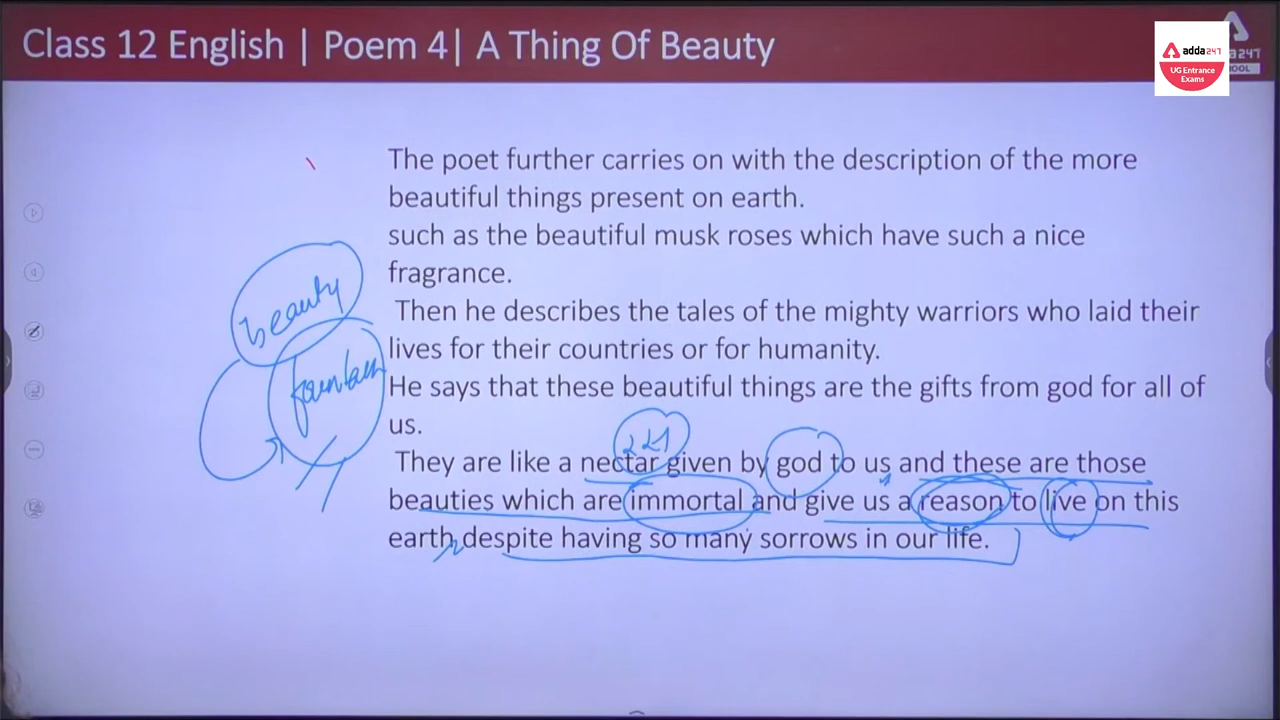 Class 12 English | Poem 4| A Thing Of Beauty
adda247
UG Entrance
Exams
The poet further carries on with the description of the more
beautiful things present on earth.
such as the beautiful musk roses which have such a nice
fragrance.
Then he describes the tales of the mighty warriors who laid their
lives for their countries or for humanity.
He says that these beautiful things are the gifts from god for all of
us.
They are like a nectar given by god to us and these are those
beauties which are immortal and give us a reason to live on this
earth despite having so many sorrows in our life.
beauty
fountain